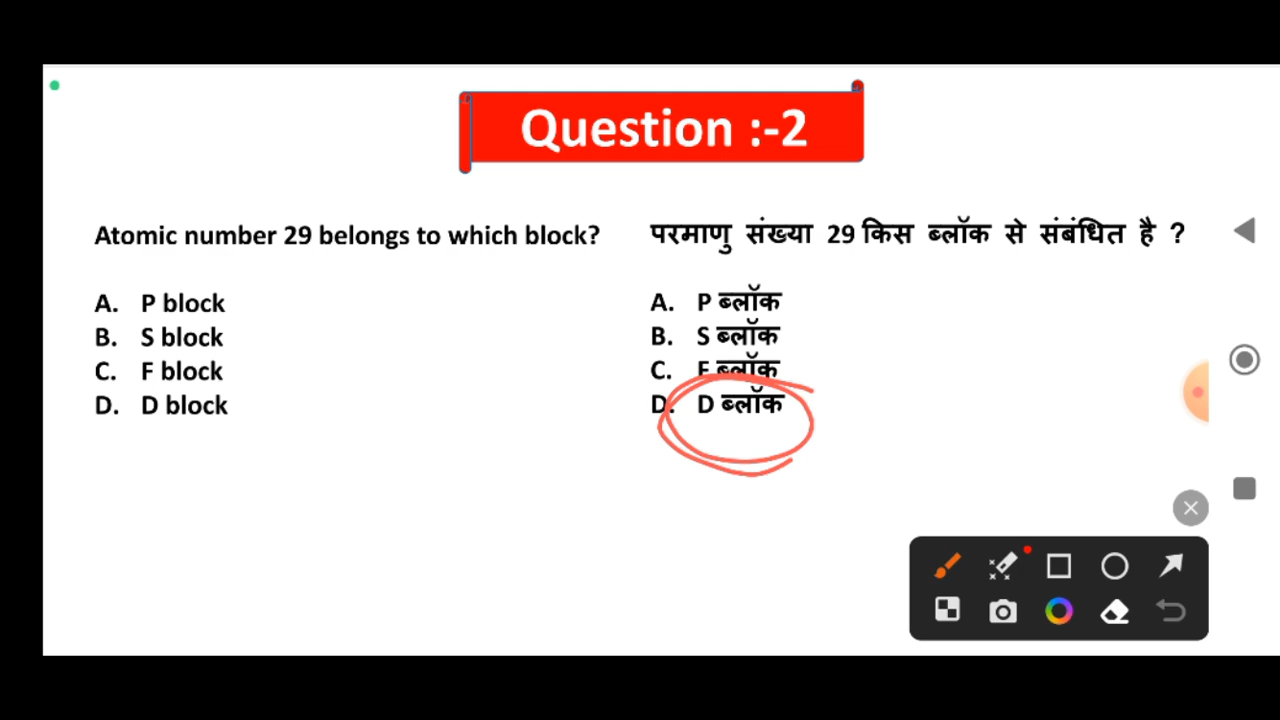 Question :-2
Atomic number 29 belongs to which block?
A. P block
B. S block
C. F block
D. D block
परमाणु संख्या 29 किस ब्लॉक से संबंधित है ?
A. P ब्लॉक
B. S ब्लॉक
C. F ब्लॉक
D. D ब्लॉक